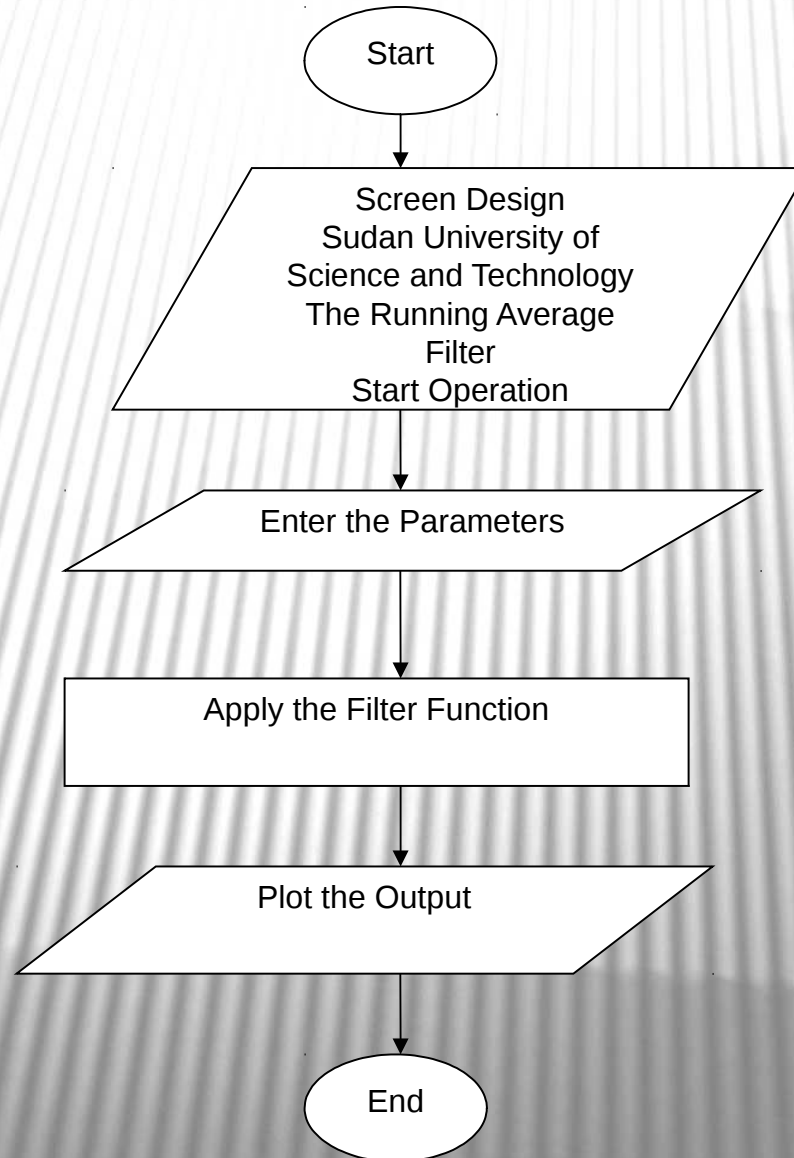 Start
Screen Design
Sudan University of
Science and Technology
The Running Average
Filter
Start Operation
Enter the Parameters
Apply the Filter Function
Plot the Output
End